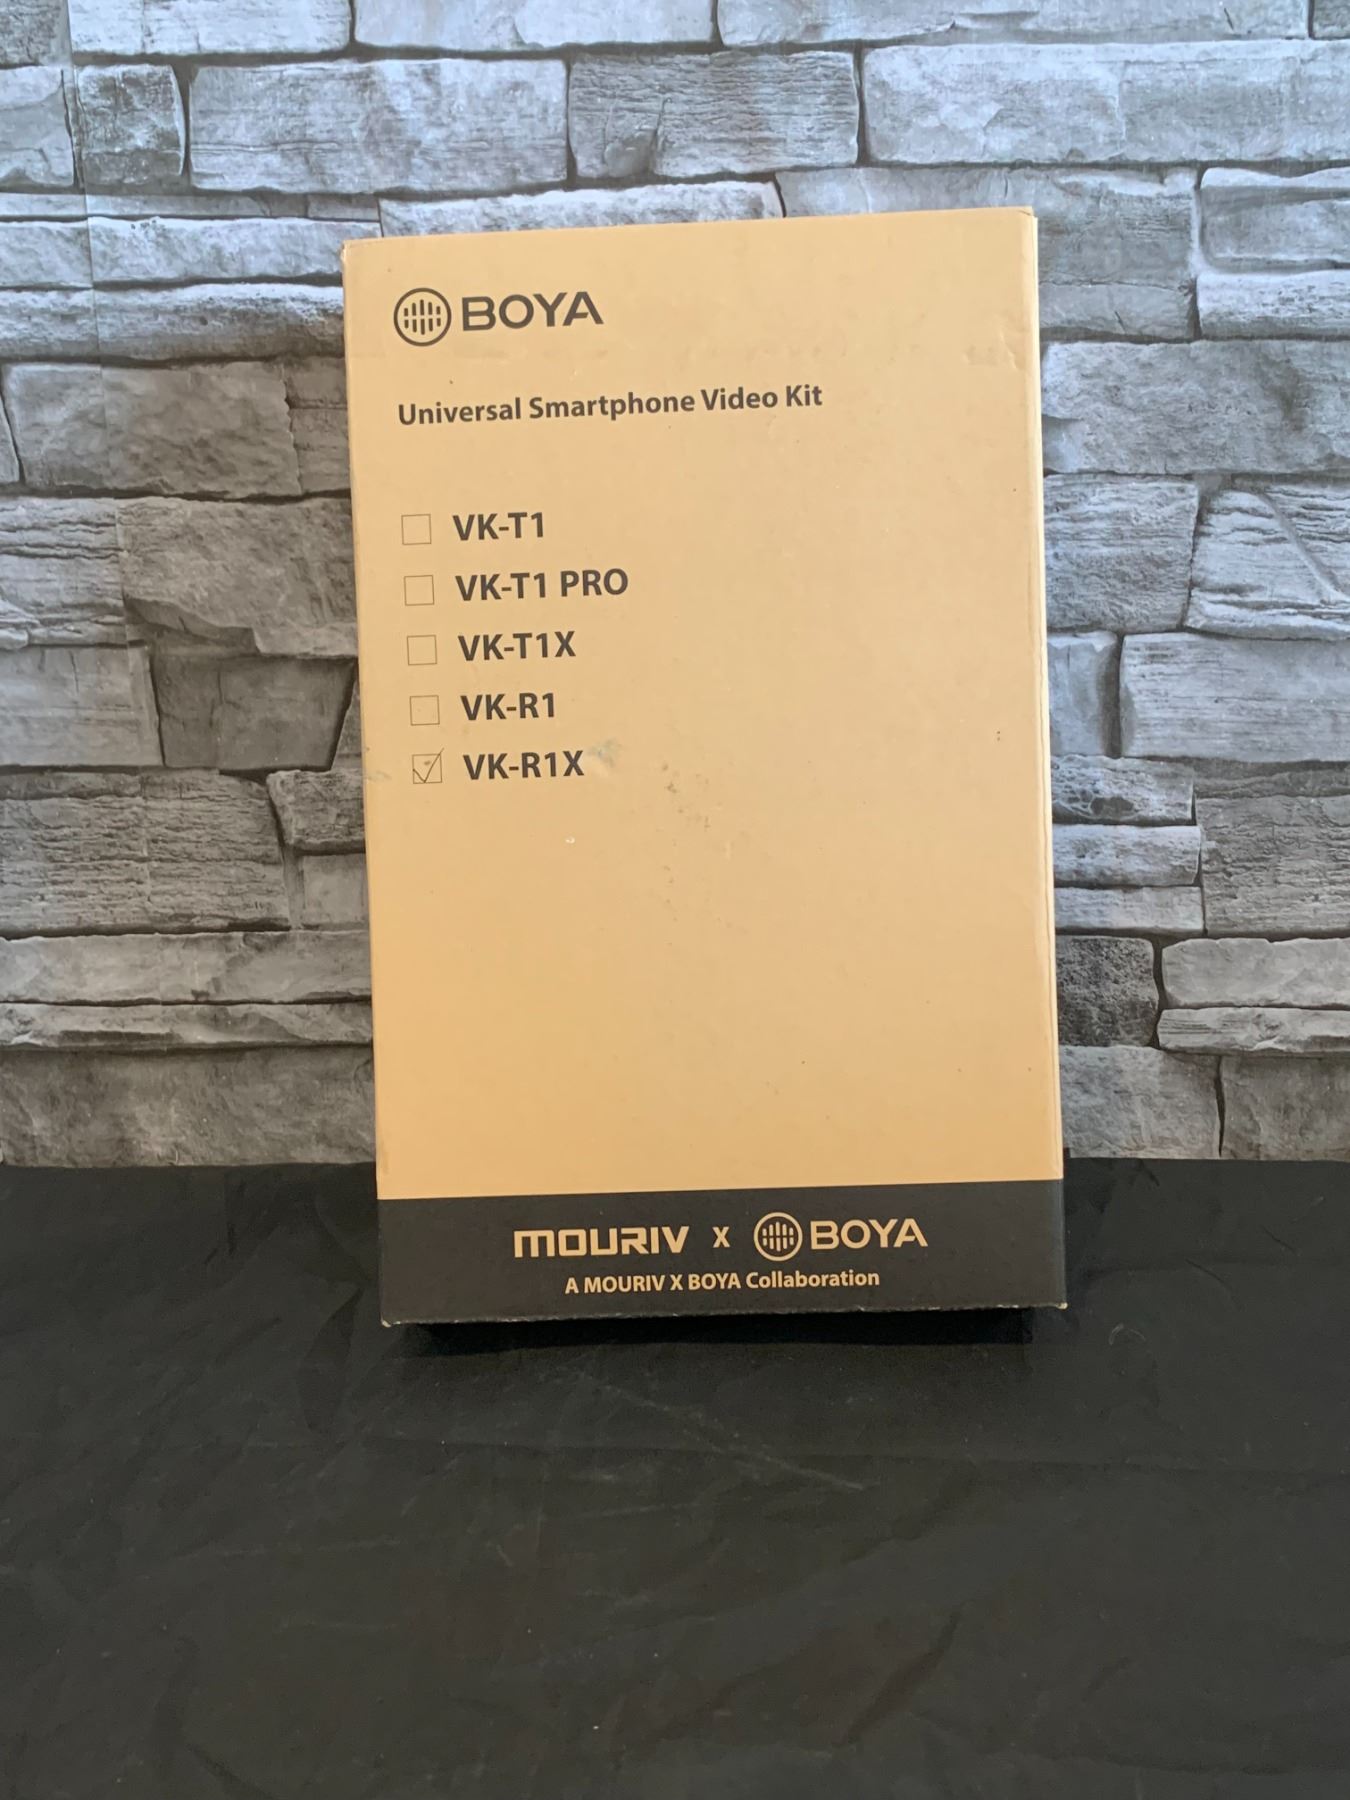 BOYA
Universal Smartphone Video Kit
VK-T1
VK-T1 PRO
VK-T1X
VK-R1
VK-R1X
MOURIV X BOYA
A MOURIV X BOYA Collaboration